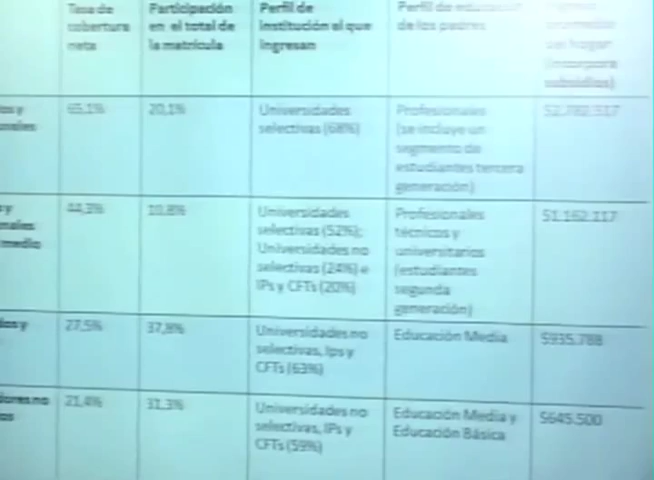 Tasa de
cobertura
neta
Participación
en el total de
la matrícula
Perfil de
institución al que
ingresan
Perfil de
de los padres
subsidios)
65,1%
20,1%
Universidades
selectivas (68%)
Profesionales
(se incluye un
segmento de
estudiantes tercera
generación)
y
medio
44,3%
10,8%
Universidades
selectivas (52%);
Universidades no
selectivas (24%) e
IPs y CFTs (20%)
Profesionales
técnicos y
universitarios
(estudiantes
segunda
generación)
$1.162.117
y
27,5%
37,8%
Universidades no
selectivas, Ips y
CFTs (63%)
Educación Media
$935.788
no
21,4%
31,3%
Universidades no
selectivas, IPs y
CFTs (59%)
Educación Media y
Educación Básica
$645.500